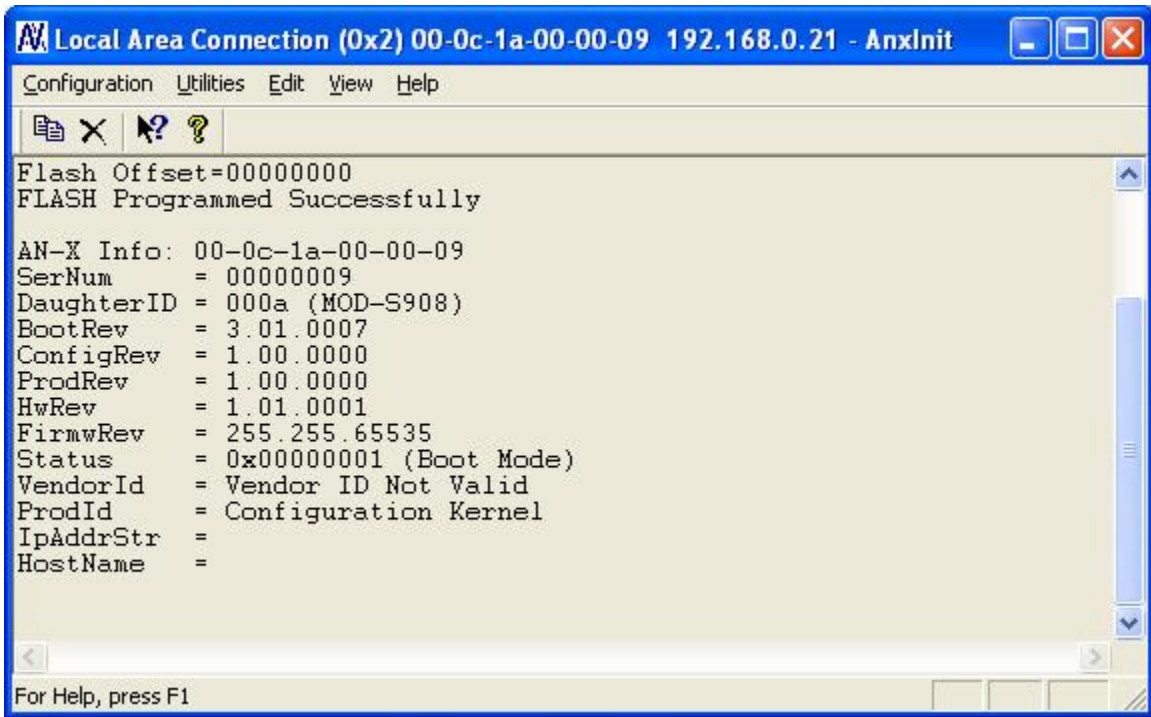 Local Area Connection (0x2) 00-0c-1a-00-00-09 192.168.0.21 - AnxInit
Configuration Utilities Edit View Help
Flash Offset=00000000
FLASH Programmed Successfully
AN-X Info: 00-0c-1a-00-00-09
SerNum = 00000009
DaughterID = 000a (MOD-S908)
BootRev = 3.01.0007
ConfigRev = 1.00.0000
ProdRev = 1.00.0000
HwRev = 1.01.0001
FirmwRev = 255.255.65535
Status = 0x00000001 (Boot Mode)
VendorId = Vendor ID Not Valid
ProdId = Configuration Kernel
IpAddrStr =
HostName =
For Help, press F1